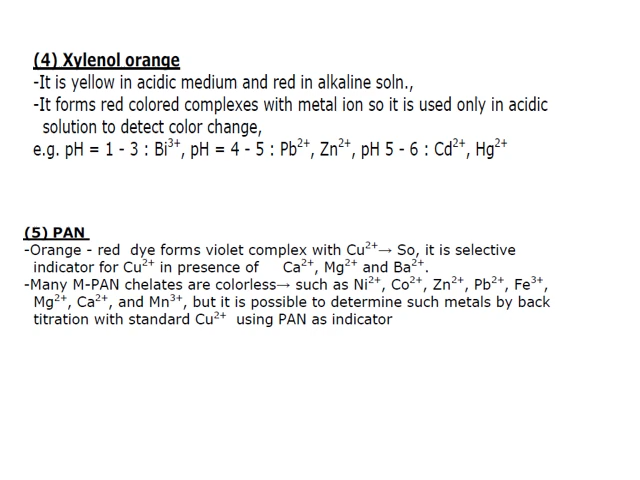 (4) Xylenol orange
-It is yellow in acidic medium and red in alkaline soln.,
-It forms red colored complexes with metal ion so it is used only in acidic
solution to detect color change,
e.g. pH = 1 - 3 : Bi³⁺, pH = 4 - 5 : Pb²⁺, Zn²⁺, pH 5 - 6 : Cd²⁺, Hg²⁺
(5) PAN
-Orange - red dye forms violet complex with Cu²⁺→ So, it is selective
indicator for Cu²⁺ in presence of Ca²⁺, Mg²⁺ and Ba²⁺.
-Many M-PAN chelates are colorless→ such as Ni²⁺, Co²⁺, Zn²⁺, Pb²⁺, Fe³⁺,
Mg²⁺, Ca²⁺, and Mn³⁺, but it is possible to determine such metals by back
titration with standard Cu²⁺ using PAN as indicator